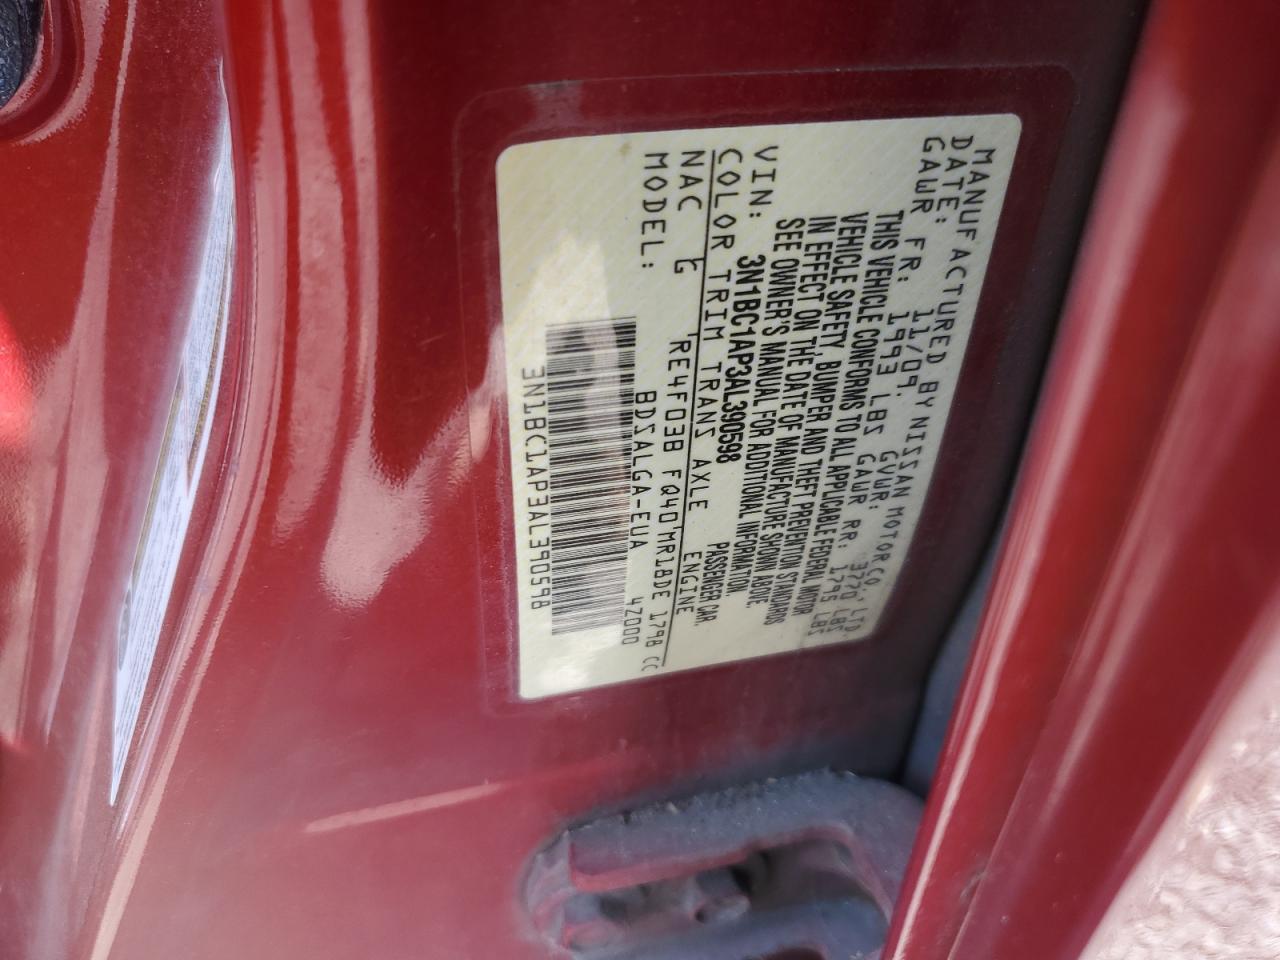 MANUFACTURED BY NISSAN MOTOR CO., LTD.
DATE: 11/09. GVWR: 3770 LBS
GAWR FR: 1993 LBS GAWR RR: 1796 LBS
THIS VEHICLE CONFORMS TO ALL APPLICABLE FEDERAL MOTOR
VEHICLE SAFETY, BUMPER AND THEFT PREVENTION STANDARDS
IN EFFECT ON THE DATE OF MANUFACTURE SHOWN ABOVE.
SEE OWNER'S MANUAL FOR ADDITIONAL INFORMATION.
VIN: 3N1BC1AP3AL390598 PASSENGER CAR.
COLOR TRIM TRANS AXLE ENGINE
NAC G RE4F03B FQ40 MR18DE 1798 CC
MODEL: BDSALGA-EUA 4Z000
3N1BC1AP3AL390598